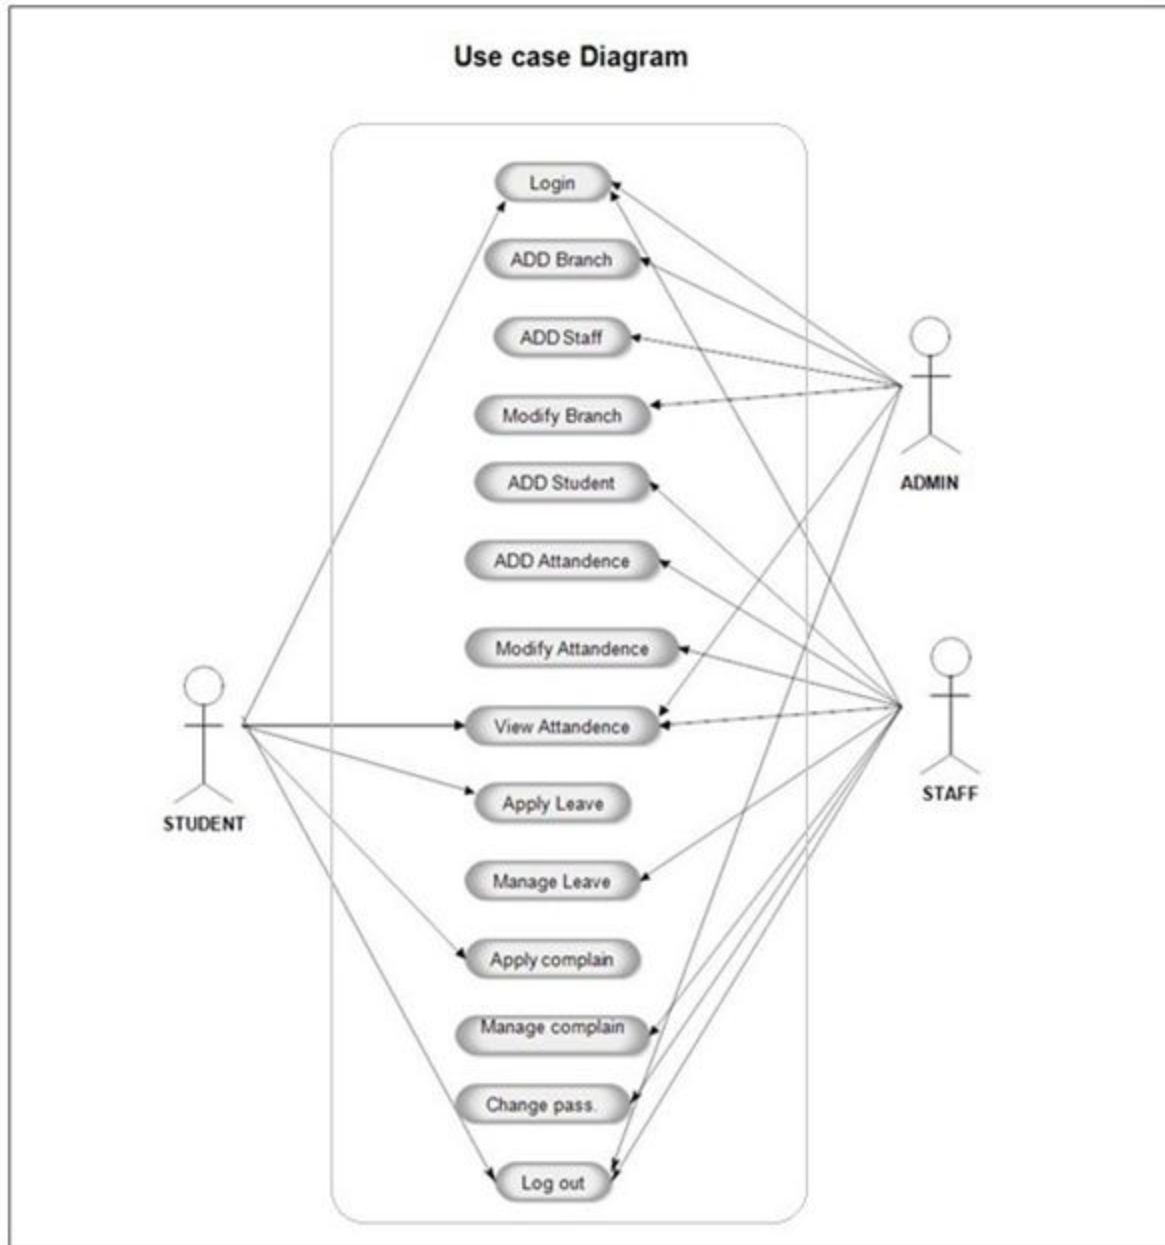 Use case Diagram
Login
ADD Branch
ADD Staff
Modify Branch
ADD Student
ADMIN
ADD Attandence
Modify Attandence
View Attandence
STAFF
Apply Leave
STUDENT
Manage Leave
Apply complain
Manage complain
Change pass.
Log out